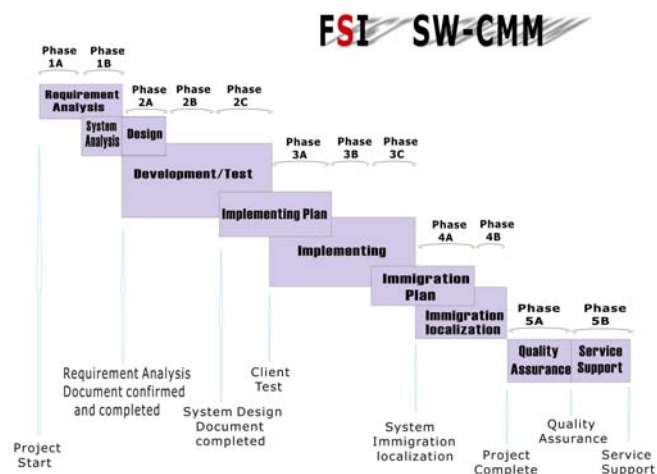 FSI SW-CMM
Phase
1A
Phase
1B
Requirement
Analysis
Phase
2A
Phase
2B
Phase
2C
System
Analysis
Design
Development/Test
Phase
3A
Phase
3B
Phase
3C
Implementing Plan
Implementing
Phase
4A
Phase
4B
Immigration
Plan
Immigration
localization
Phase
5A
Phase
5B
Quality
Assurance
Service
Support
Requirement Analysis
Document confirmed
and completed
Client
Test
System Design
Document
completed
System
Immigration
localization
Quality
Assurance
Project
Start
Project
Complete
Service
Support